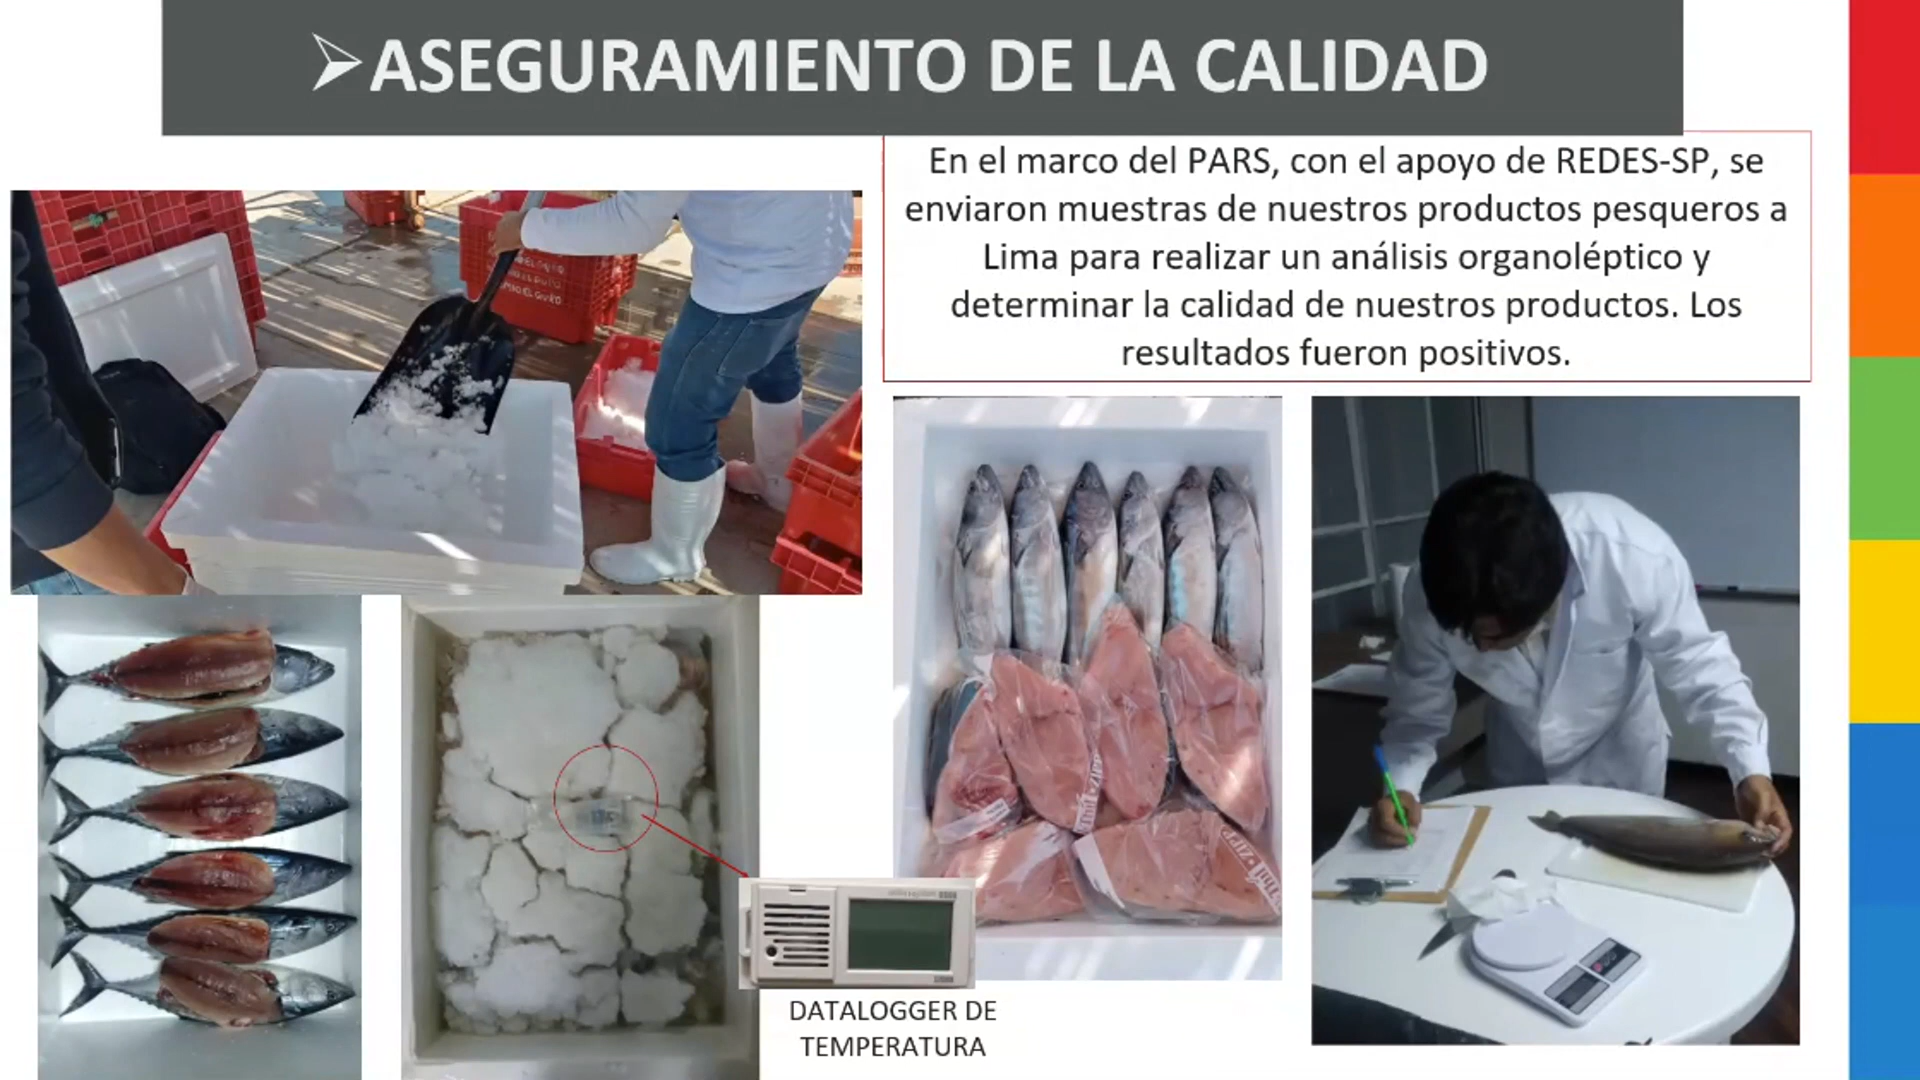 ➢ASEGURAMIENTO DE LA CALIDAD
En el marco del PARS, con el apoyo de REDES-SP, se
enviaron muestras de nuestros productos pesqueros a
Lima para realizar un análisis organoléptico y
determinar la calidad de nuestros productos. Los
resultados fueron positivos.
DATALOGGER DE
TEMPERATURA